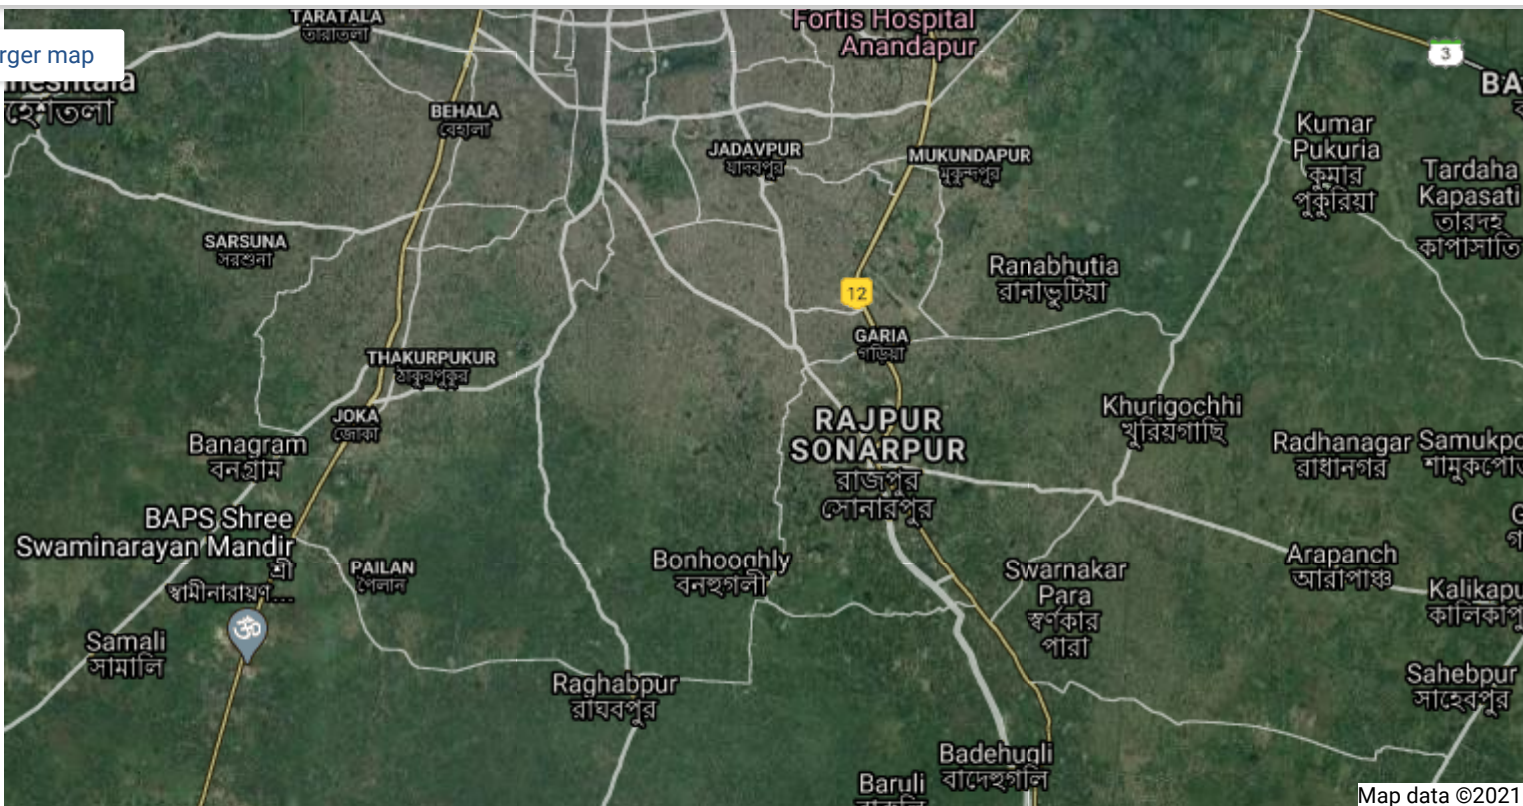 TARATALA
তারাতলা
Fortis Hospital
Anandapur
rger map
হেশতলা
3
BA
BEHALA
বেহালা
JADAVPUR
যাদবপুর
MUKUNDAPUR
মুকুন্দপুর
Kumar
Pukuria
কুমার
পুকুরিয়া
Tardaha
Kapasati
তারদহ
কাপাসাতি
SARSUNA
সরশুনা
Ranabhutia
রানাভুটিয়া
12
GARIA
গড়িয়া
THAKURPUKUR
ঠাকুরপুকুর
JOKA
জোকা
RAJPUR
SONARPUR
রাজপুর
সোনারপুর
Khurigochhi
খুরিয়গাছি
Banagram
বনগ্রাম
Radhanagar
রাধানগর
Samukpo
শামুকপো
BAPS Shree
Swaminarayan Mandir
শ্রী
স্বামীনারায়ণ...
PAILAN
পৈলান
Bonhooghly
বনহুগলী
Swarnakar
Para
স্বর্ণকার
পারা
Arapanch
আরাপাঞ্চ
Kalikapu
কালিকাপু
Samali
সামালি
ॐ
Raghabpur
রাঘবপুর
Sahebpur
সাহেবপুর
Badehugli
বাদেহুগলি
Baruli
Map data ©2021